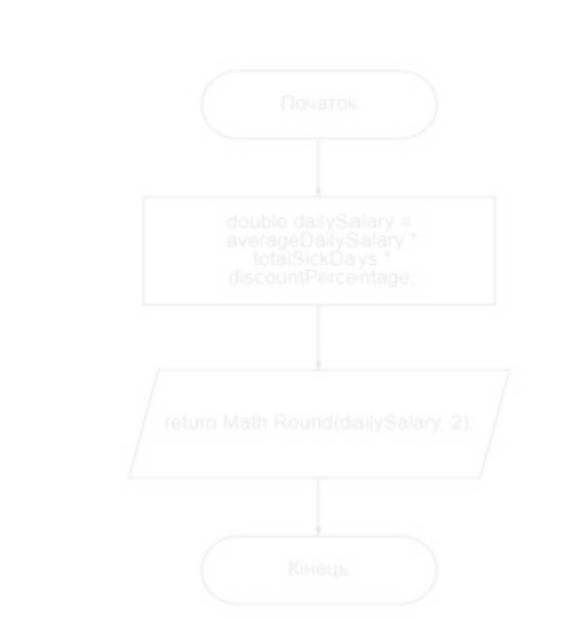 Початок
double dailySalary =
averageDailySalary *
totalSickDays *
discountPercentage;
return Math.Round(dailySalary, 2);
Кінець